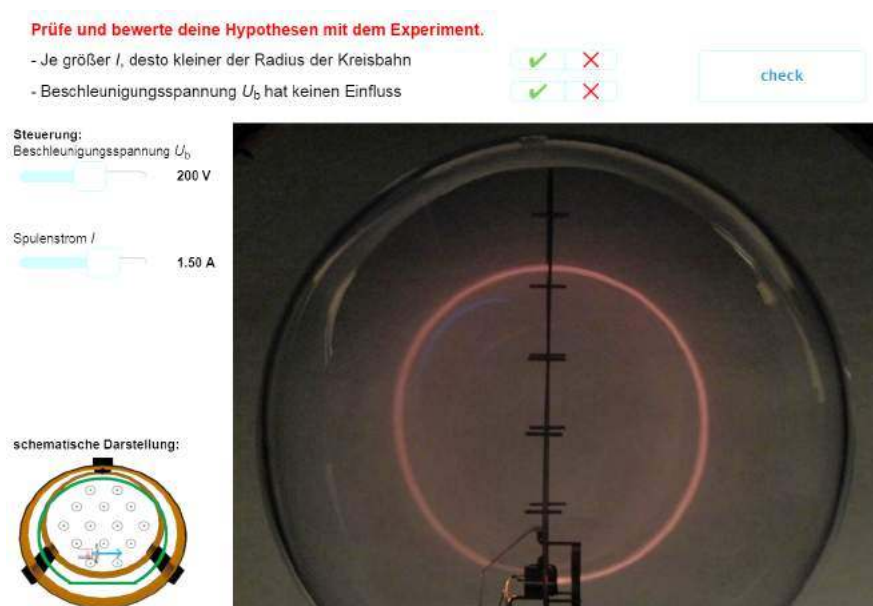 Prüfe und bewerte deine Hypothesen mit dem Experiment.
- Je größer I, desto kleiner der Radius der Kreisbahn
- Beschleunigungsspannung Ub hat keinen Einfluss
check
Steuerung:
Beschleunigungsspannung Ub
200 V
Spulenstrom I
1.50 A
schematische Darstellung: